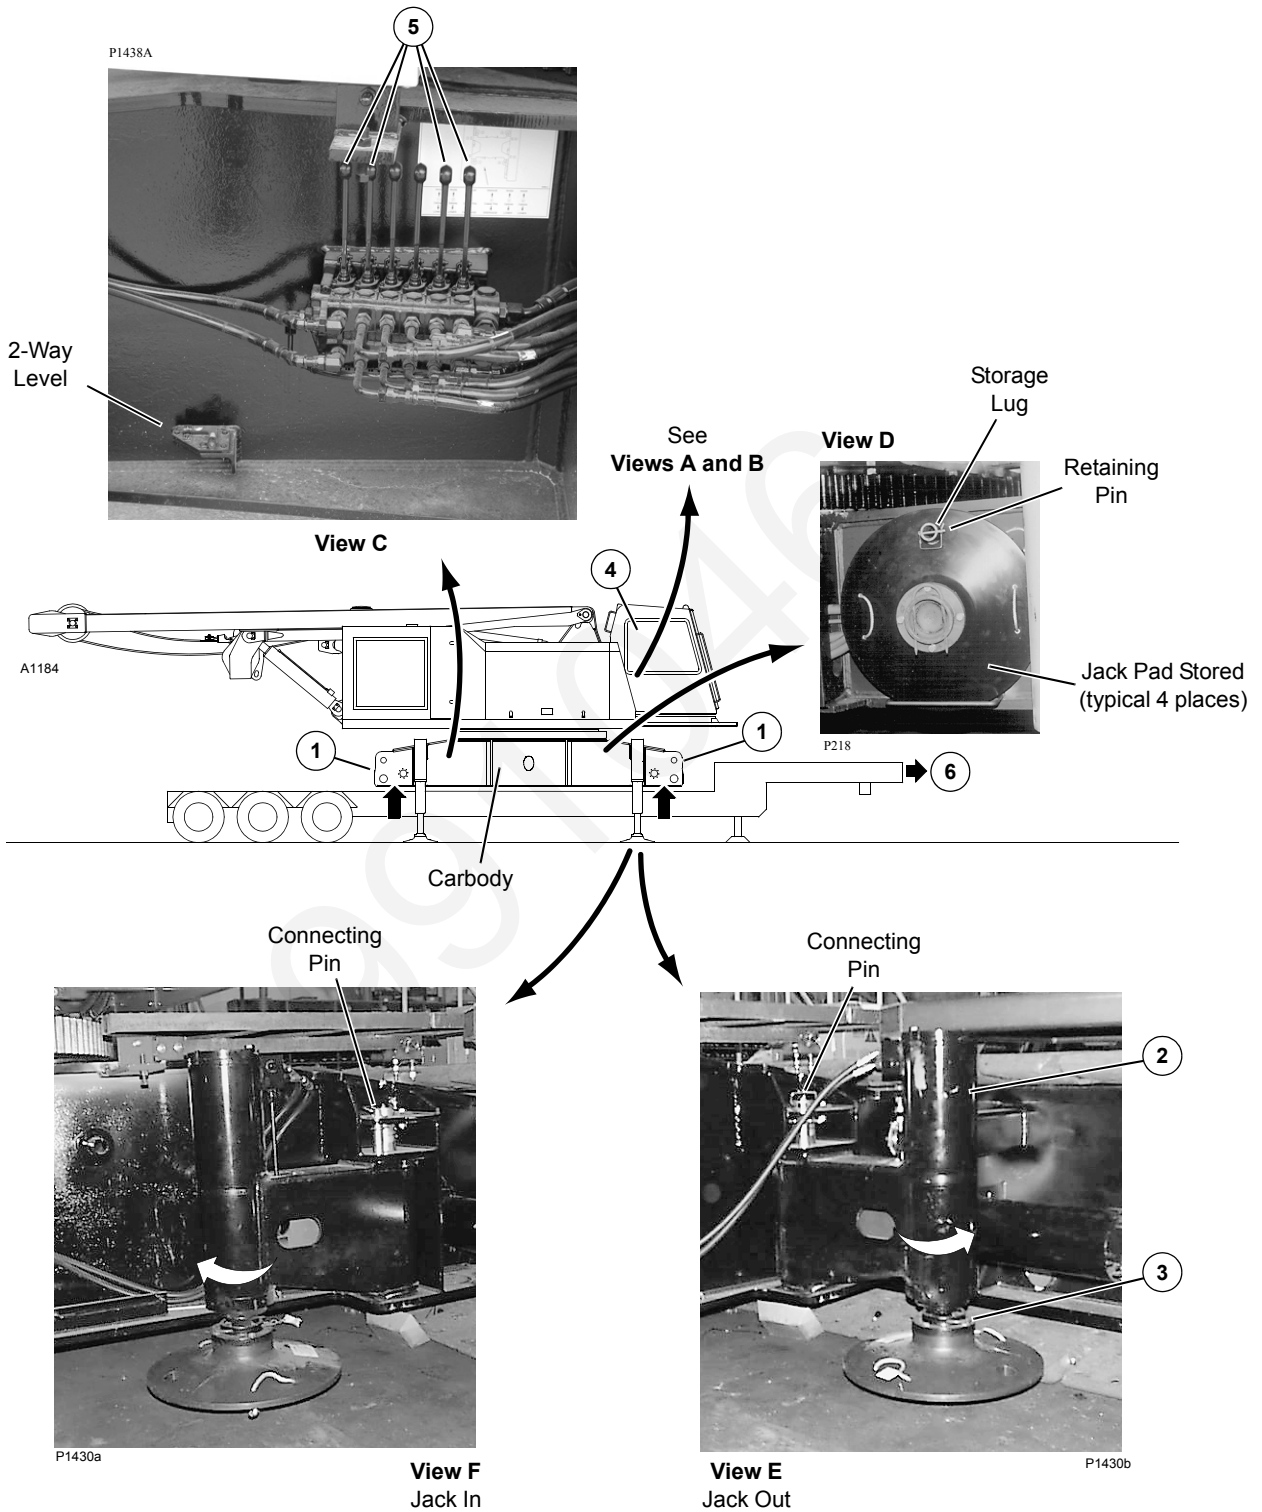 5
P1438A
2-Way
Level
View C
See
Views A and B
View D
Storage
Lug
Retaining
Pin
Jack Pad Stored
(typical 4 places)
P218
4
A1184
1
1
6
Carbody
Connecting
Pin
Connecting
Pin
2
3
P1430a
View F
Jack In
View E
Jack Out
P1430b